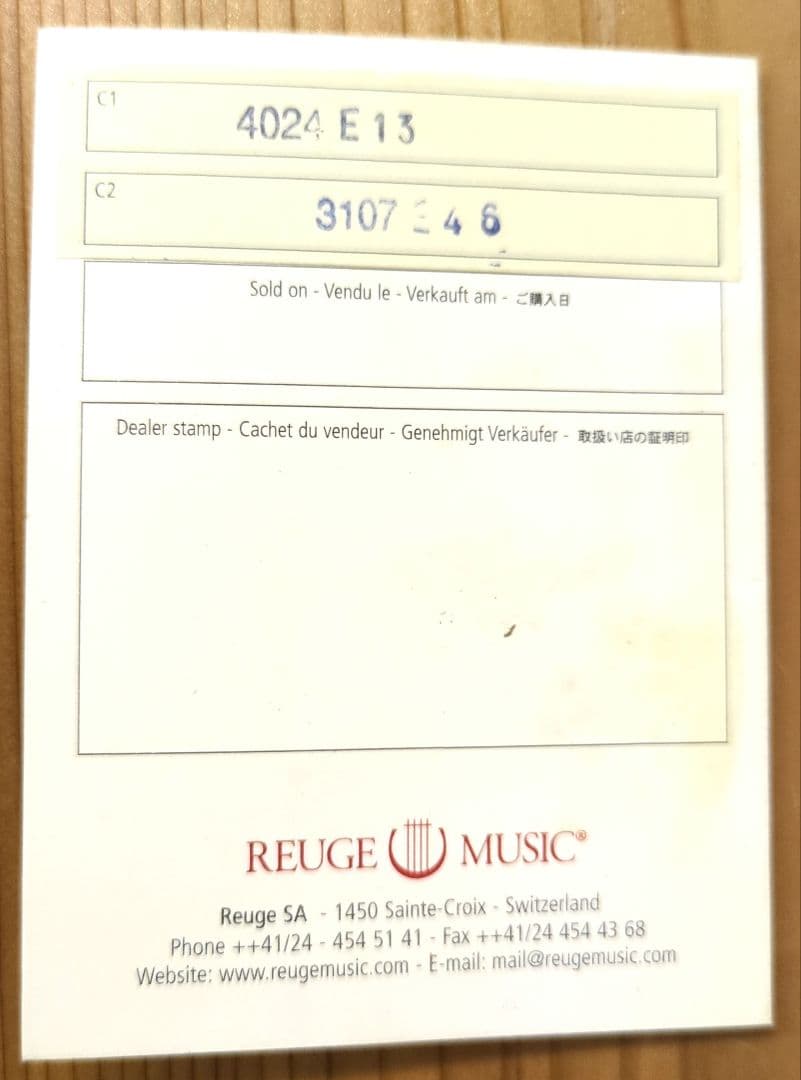 C1
4024 E 13
C2
3107 E 4 6
Sold on - Vendu le - Verkauft am - ご購入日
Dealer stamp - Cachet du vendeur - Genehmigt Verkäufer - 取扱い店の証明印
REUGE MUSIC®
Reuge SA - 1450 Sainte-Croix - Switzerland
Phone ++41/24 - 454 51 41 - Fax ++41/24 454 43 68
Website: www.reugemusic.com - E-mail: mail@reugemusic.com